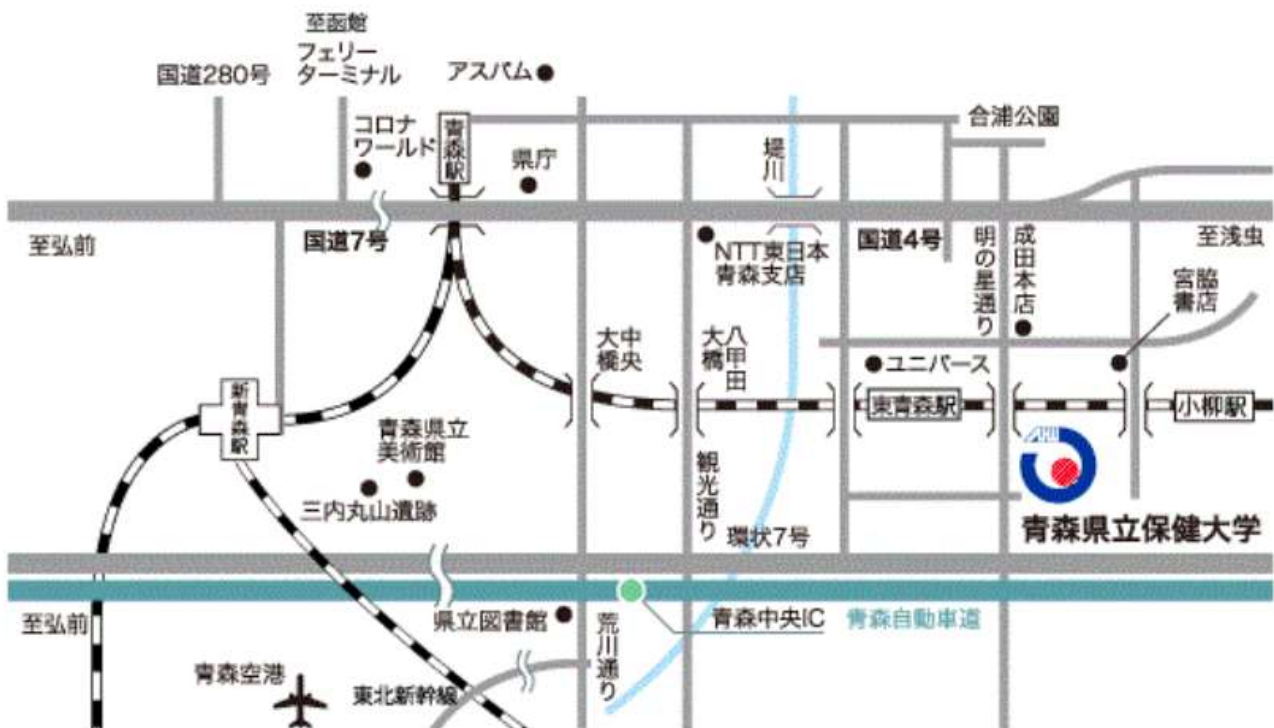 至函館
フェリー
ターミナル
国道280号
アスパム
コロナ
ワールド
青森駅
県庁
堤川
合浦公園
至弘前
国道7号
NTT東日本
青森支店
国道4号
明の星通り
成田本店
至浅虫
宮脇
書店
中央
大橋
八甲田
大橋
ユニバース
新青森駅
東青森駅
小柳駅
青森県立
美術館
三内丸山遺跡
観光通り
環状7号
AHU
青森県立保健大学
至弘前
県立図書館
荒川通り
青森中央IC
青森自動車道
青森空港
東北新幹線